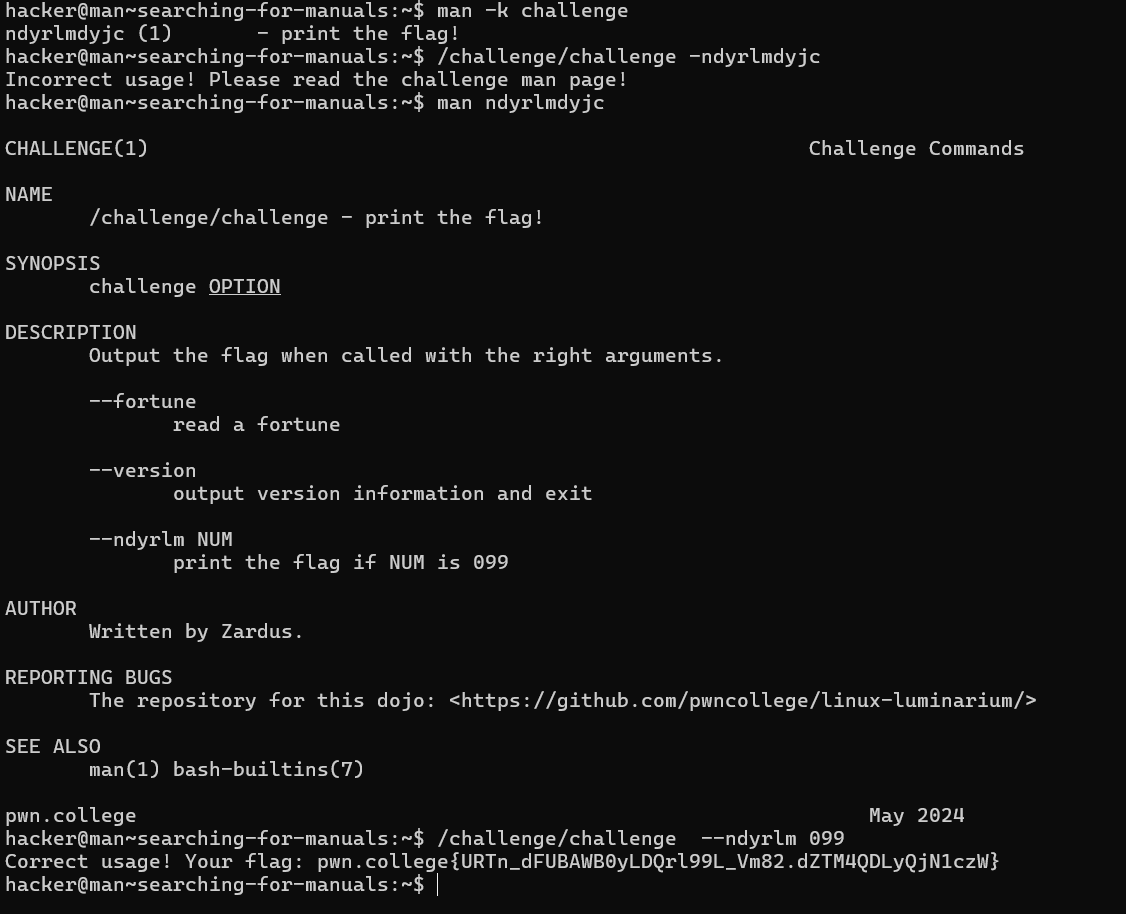 hacker@man~searching-for-manuals:~$ man -k challenge
ndyrlmdyjc (1)       - print the flag!
hacker@man~searching-for-manuals:~$ /challenge/challenge -ndyrlmdyjc
Incorrect usage! Please read the challenge man page!
hacker@man~searching-for-manuals:~$ man ndyrlmdyjc
CHALLENGE(1) Challenge Commands
NAME
/challenge/challenge - print the flag!
SYNOPSIS
challenge OPTION
DESCRIPTION
Output the flag when called with the right arguments.
--fortune
read a fortune
--version
output version information and exit
--ndyrlm NUM
print the flag if NUM is 099
AUTHOR
Written by Zardus.
REPORTING BUGS
The repository for this dojo: <https://github.com/pwncollege/linux-luminarium/>
SEE ALSO
man(1) bash-builtins(7)
pwn.college May 2024
hacker@man~searching-for-manuals:~$ /challenge/challenge  --ndyrlm 099
Correct usage! Your flag: pwn.college{URTn_dFUBAWB0yLDQrl99L_Vm82.dZTM4QDLyQjN1czW}
hacker@man~searching-for-manuals:~$